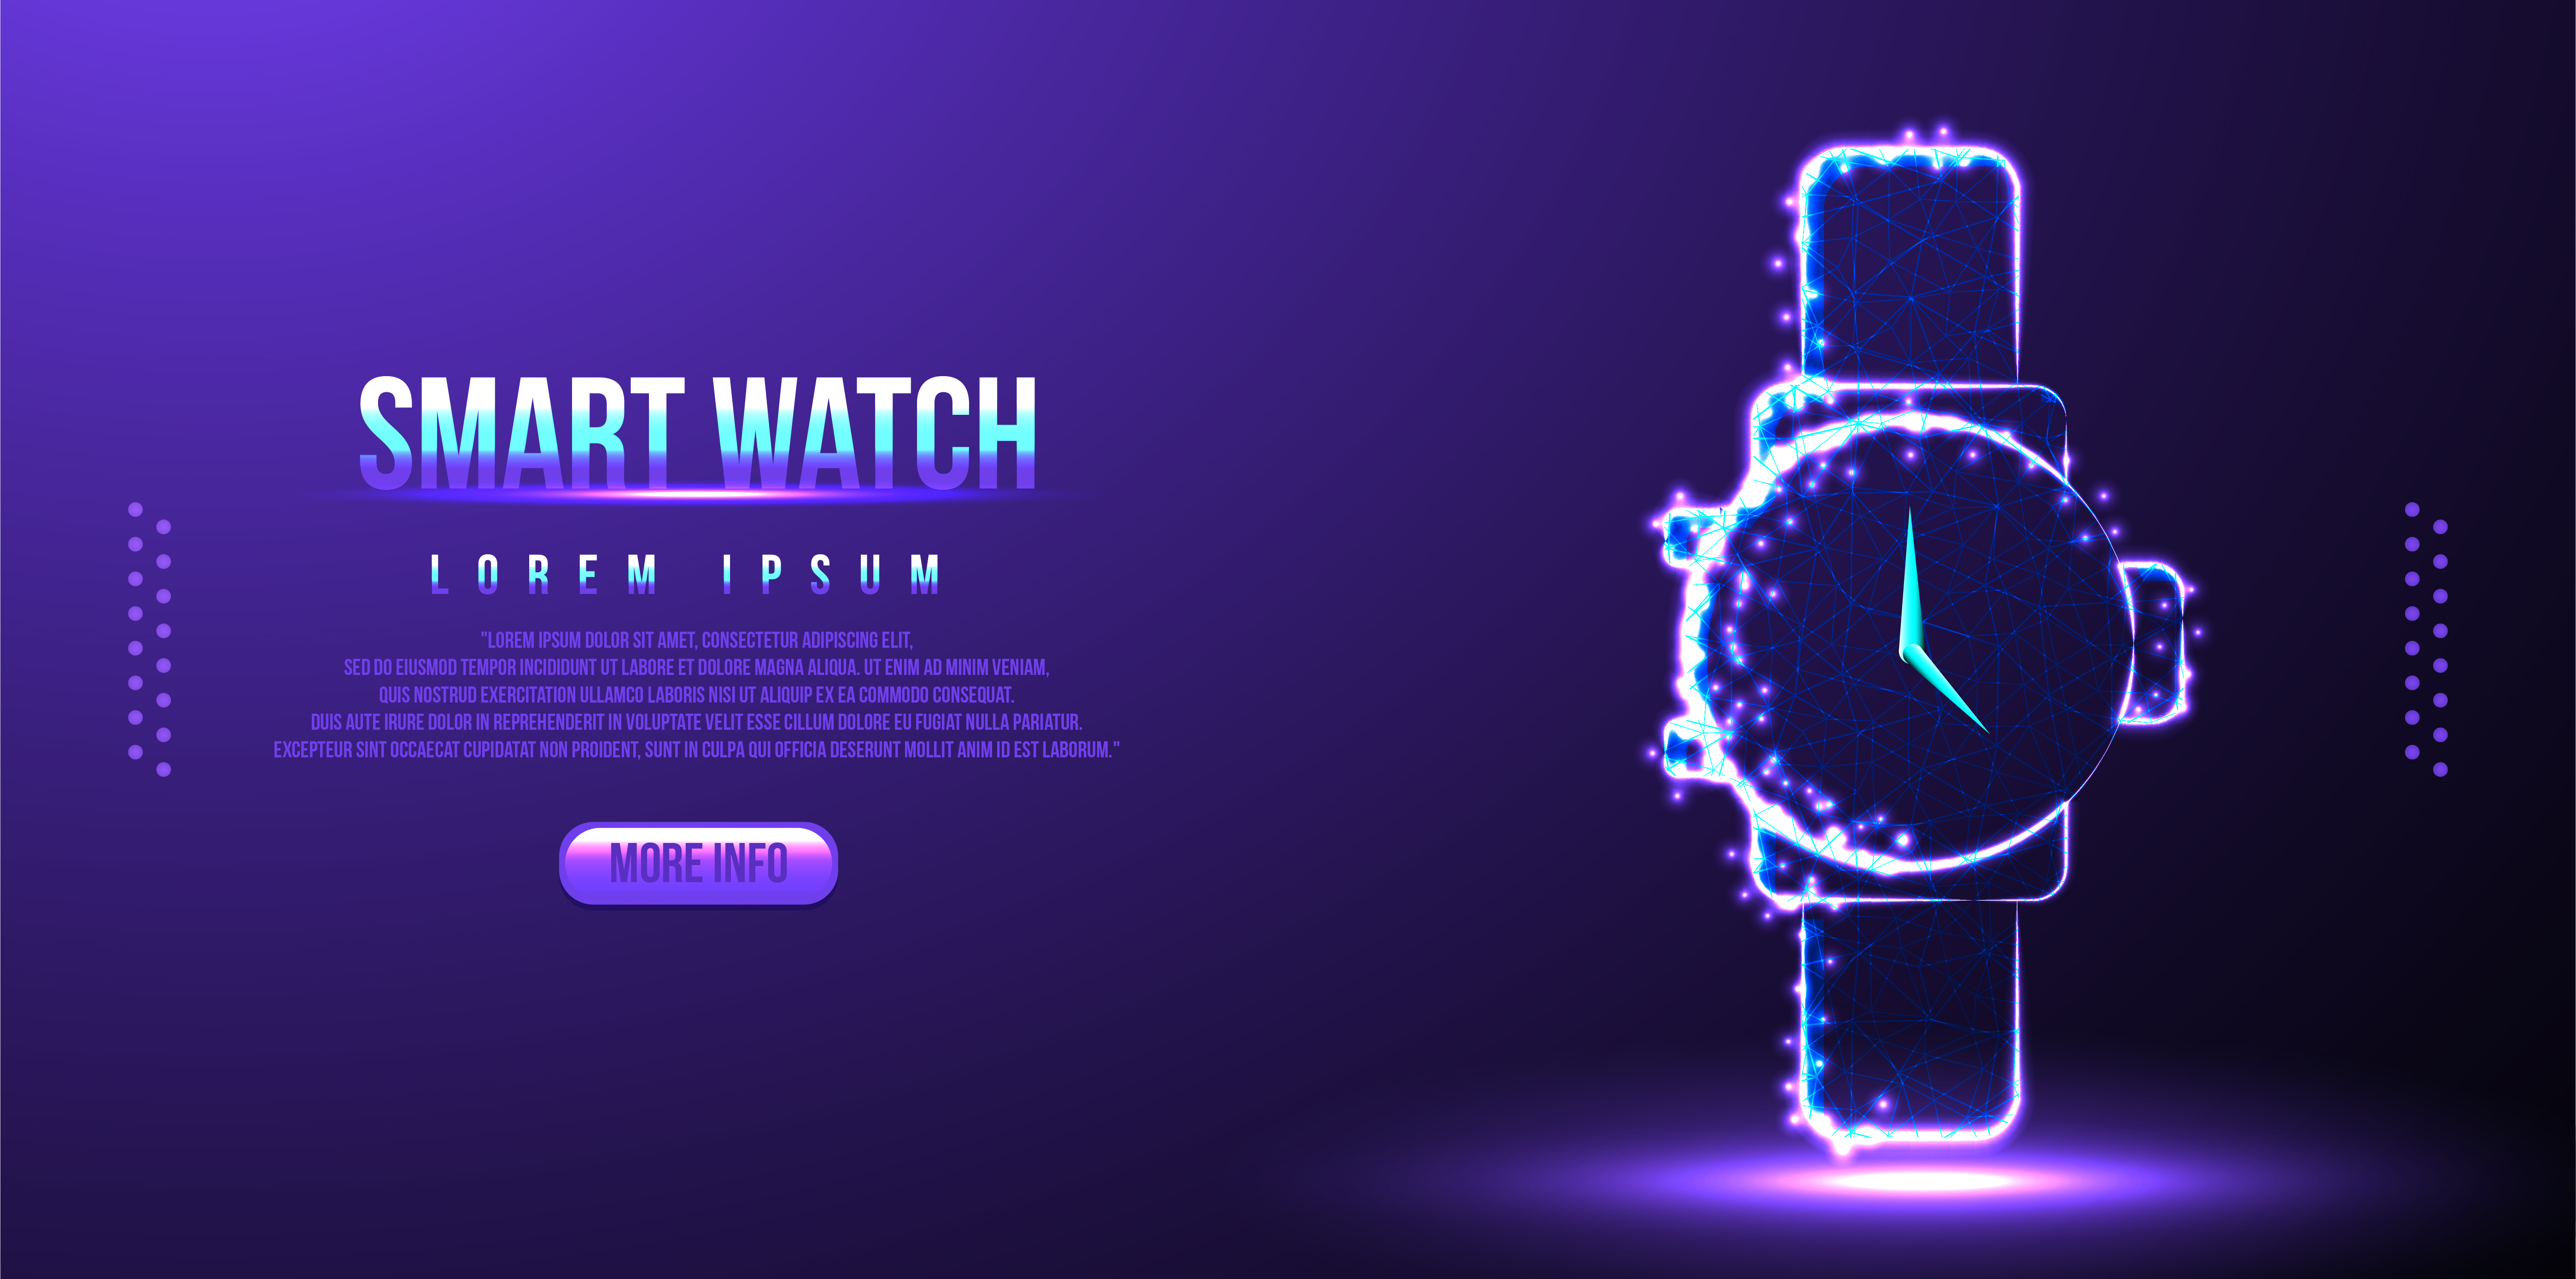 SMART WATCH
LOREM IPSUM
"LOREM IPSUM DOLOR SIT AMET, CONSECTETUR ADIPISCING ELIT,
SED DO EIUSMOD TEMPOR INCIDIDUNT UT LABORE ET DOLORE MAGNA ALIQUA. UT ENIM AD MINIM VENIAM,
QUIS NOSTRUD EXERCITATION ULLAMCO LABORIS NISI UT ALIQUIP EX EA COMMODO CONSEQUAT.
DUIS AUTE IRURE DOLOR IN REPREHENDERIT IN VOLUPTATE VELIT ESSE CILLUM DOLORE EU FUGIAT NULLA PARIATUR.
EXCEPTEUR SINT OCCAECAT CUPIDATAT NON PROIDENT, SUNT IN CULPA QUI OFFICIA DESERUNT MOLLIT ANIM ID EST LABORUM."
MORE INFO